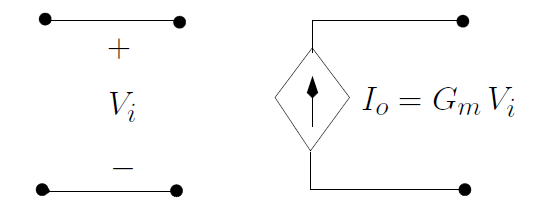 +
V_i
−
I_o = G_m V_i